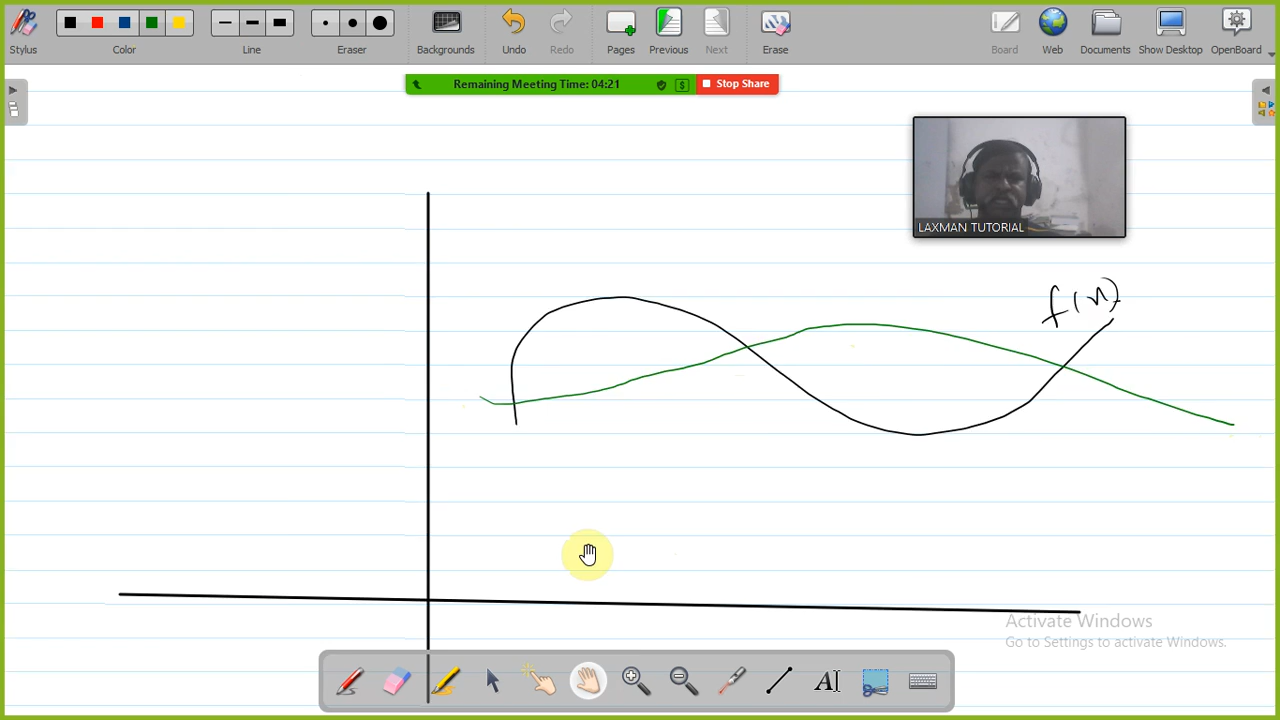 Stylus
Color
Line
Eraser
Backgrounds
Undo
Redo
Pages
Previous
Next
Erase
Board
Web
Documents
Show Desktop
OpenBoard
Remaining Meeting Time: 04:21
Stop Share
LAXMAN TUTORIAL
f(x)
Activate Windows
Go to Settings to activate Windows.